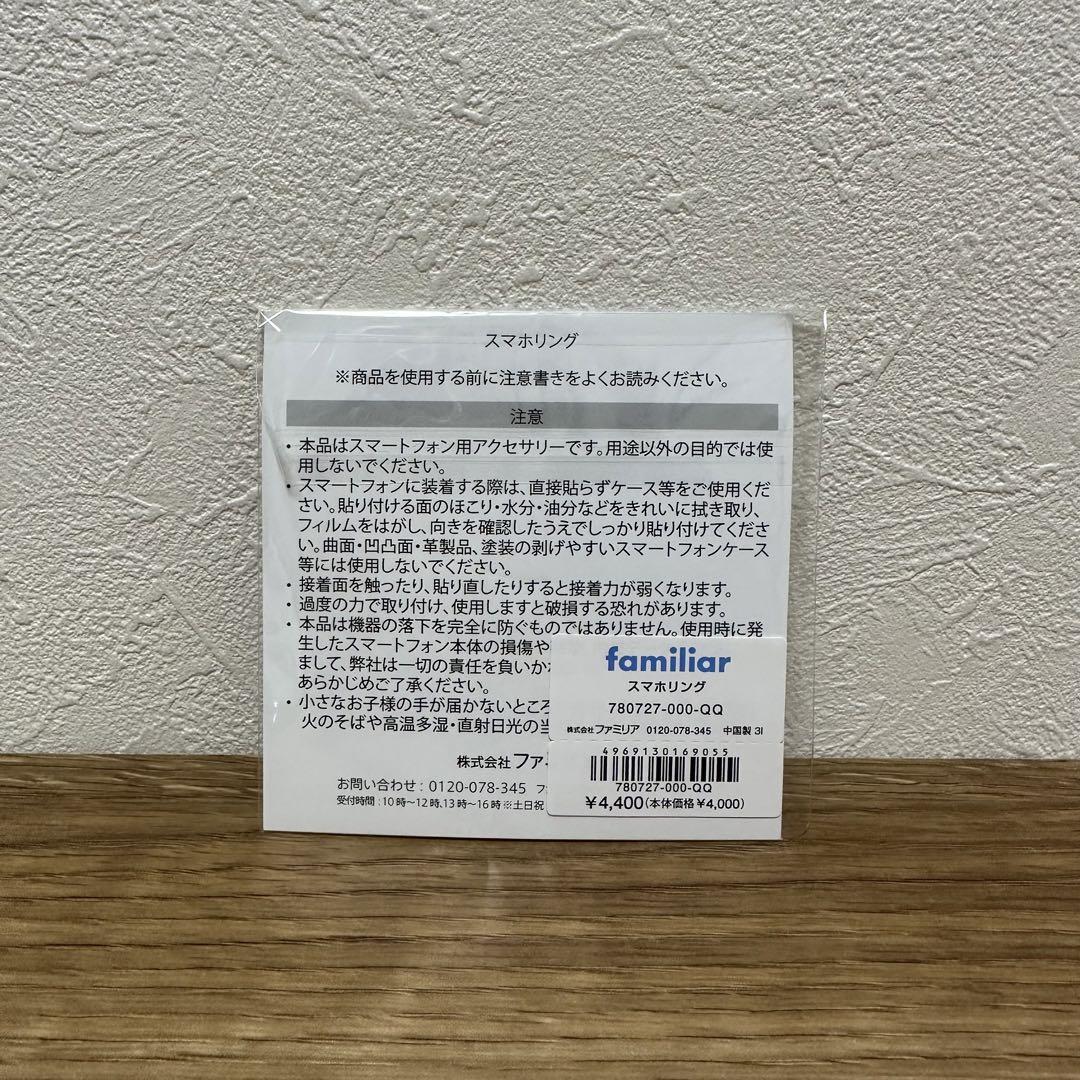 スマホリング
※商品を使用する前に注意書きをよくお読みください。
注意
・本品はスマートフォン用アクセサリーです。用途以外の目的では使
用しないでください。
・スマートフォンに装着する際は、直接貼らずケース等をご使用くだ
さい。貼り付ける面のほこり・水分・油分などをきれいに拭き取り、
フィルムをはがし、向きを確認したうえでしっかり貼り付けてくださ
い。曲面・凹凸面・革製品、塗装の剥げやすいスマートフォンケース
等には使用しないでください。
・接着面を触ったり、貼り直したりすると接着力が弱くなります。
・過度の力で取り付け、使用しますと破損する恐れがあります。
・本品は機器の落下を完全に防ぐものではありません。使用時に発
生したスマートフォン本体の損傷や
まして、弊社は一切の責任を負いか
あらかじめご了承ください。
・小さなお子様の手が届かないところ
火のそばや高温多湿・直射日光の当
株式会社ファ
お問い合わせ:0120-078-345
受付時間:10時~12時、13時~16時※土日祝
familiar
スマホリング
780727-000-QQ
株式会社ファミリア 0120-078-345 中国製 3I
4969130169055
780727-000-QQ
¥4,400(本体価格¥4,000)